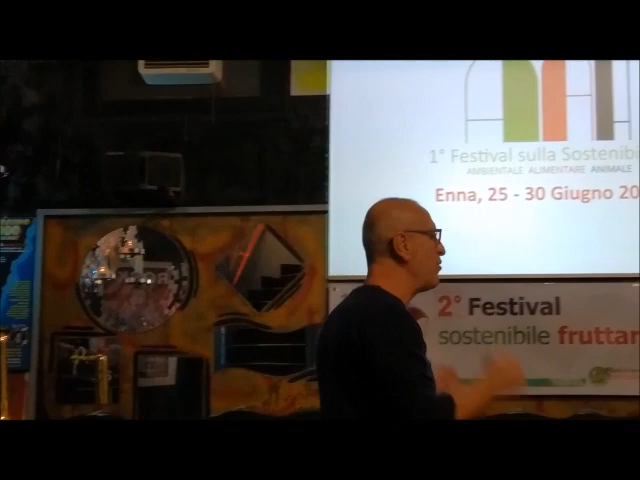 1° Festival sulla Sostenibi
AMBIENTALE ALIMENTARE ANIMALE
Enna, 25 - 30 Giugno 20
2° Festival
sostenibile fruttar